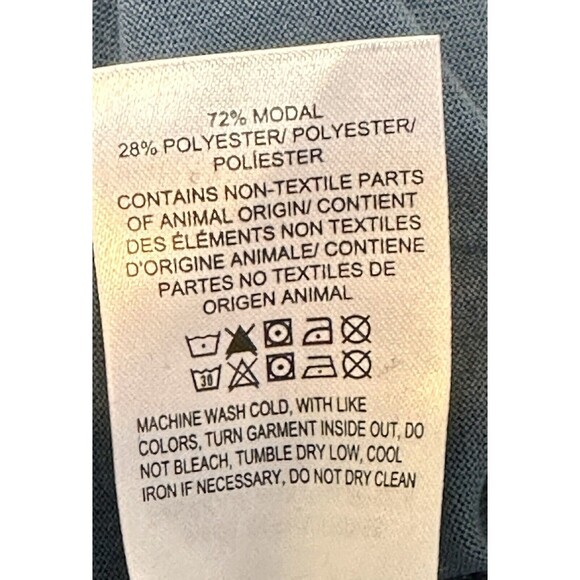 72% MODAL
28% POLYESTER/ POLYESTER/
POLIESTER
CONTAINS NON-TEXTILE PARTS
OF ANIMAL ORIGIN/ CONTIENT
DES ÉLÉMENTS NON TEXTILES
D'ORIGINE ANIMALE/ CONTIENE
PARTES NO TEXTILES DE
ORIGEN ANIMAL
30
MACHINE WASH COLD, WITH LIKE
COLORS, TURN GARMENT INSIDE OUT, DO
NOT BLEACH, TUMBLE DRY LOW, COOL
IRON IF NECESSARY, DO NOT DRY CLEAN